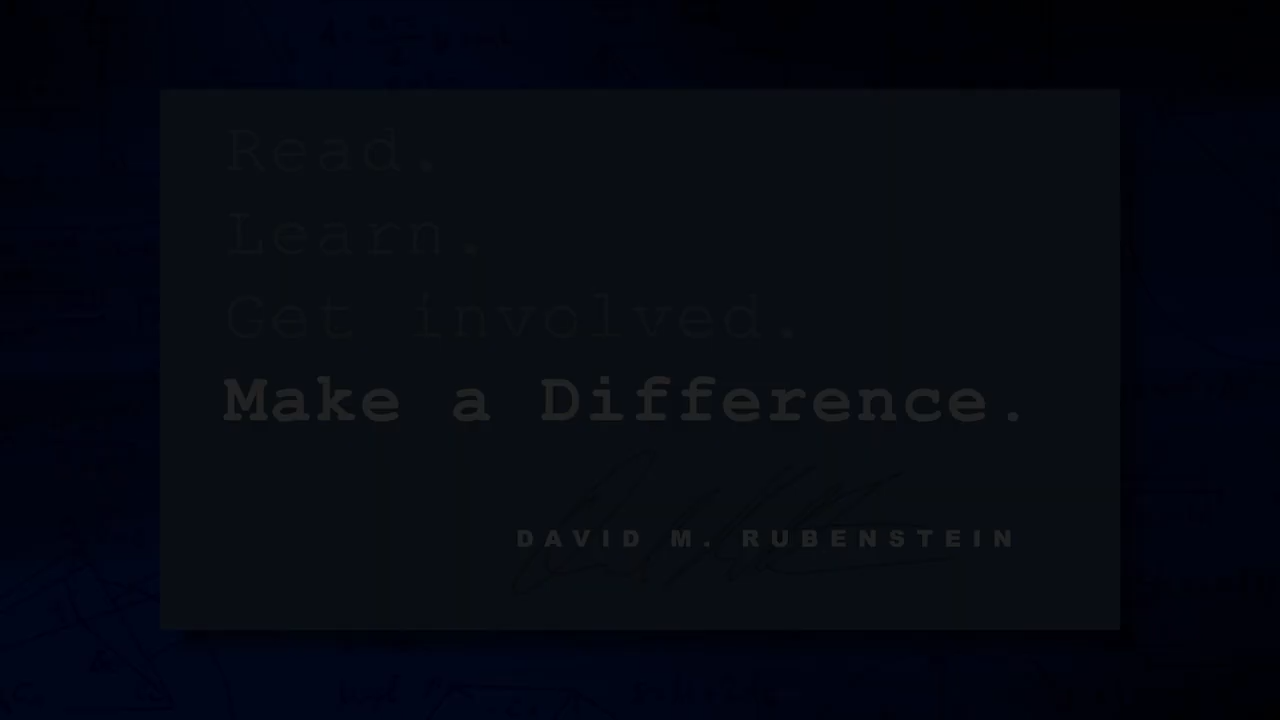 Read.
Learn.
Get involved.
Make a Difference.
DAVID M. RUBENSTEIN